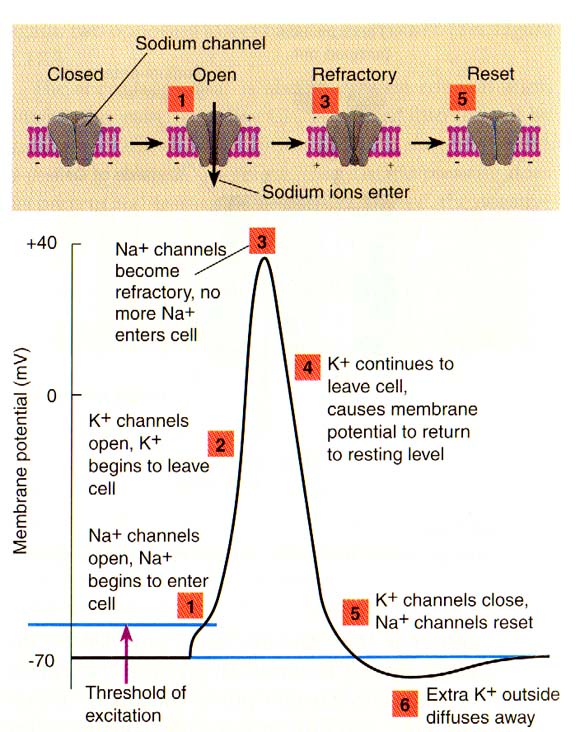 Sodium channel
Closed
Open
Refractory
Reset
1
3
5
+ +
+ +
- -
+ +
- -
- -
+ +
- -
Sodium ions enter
+40
3
Na+ channels
become
refractory, no
more Na+
enters cell
4
K+ continues to
leave cell,
causes membrane
potential to return
to resting level
Membrane potential (mV)
0
K+ channels
open, K+
begins to leave
cell
2
Na+ channels
open, Na+
begins to enter
cell
1
5
K+ channels close,
Na+ channels reset
-70
Threshold of
excitation
6
Extra K+ outside
diffuses away